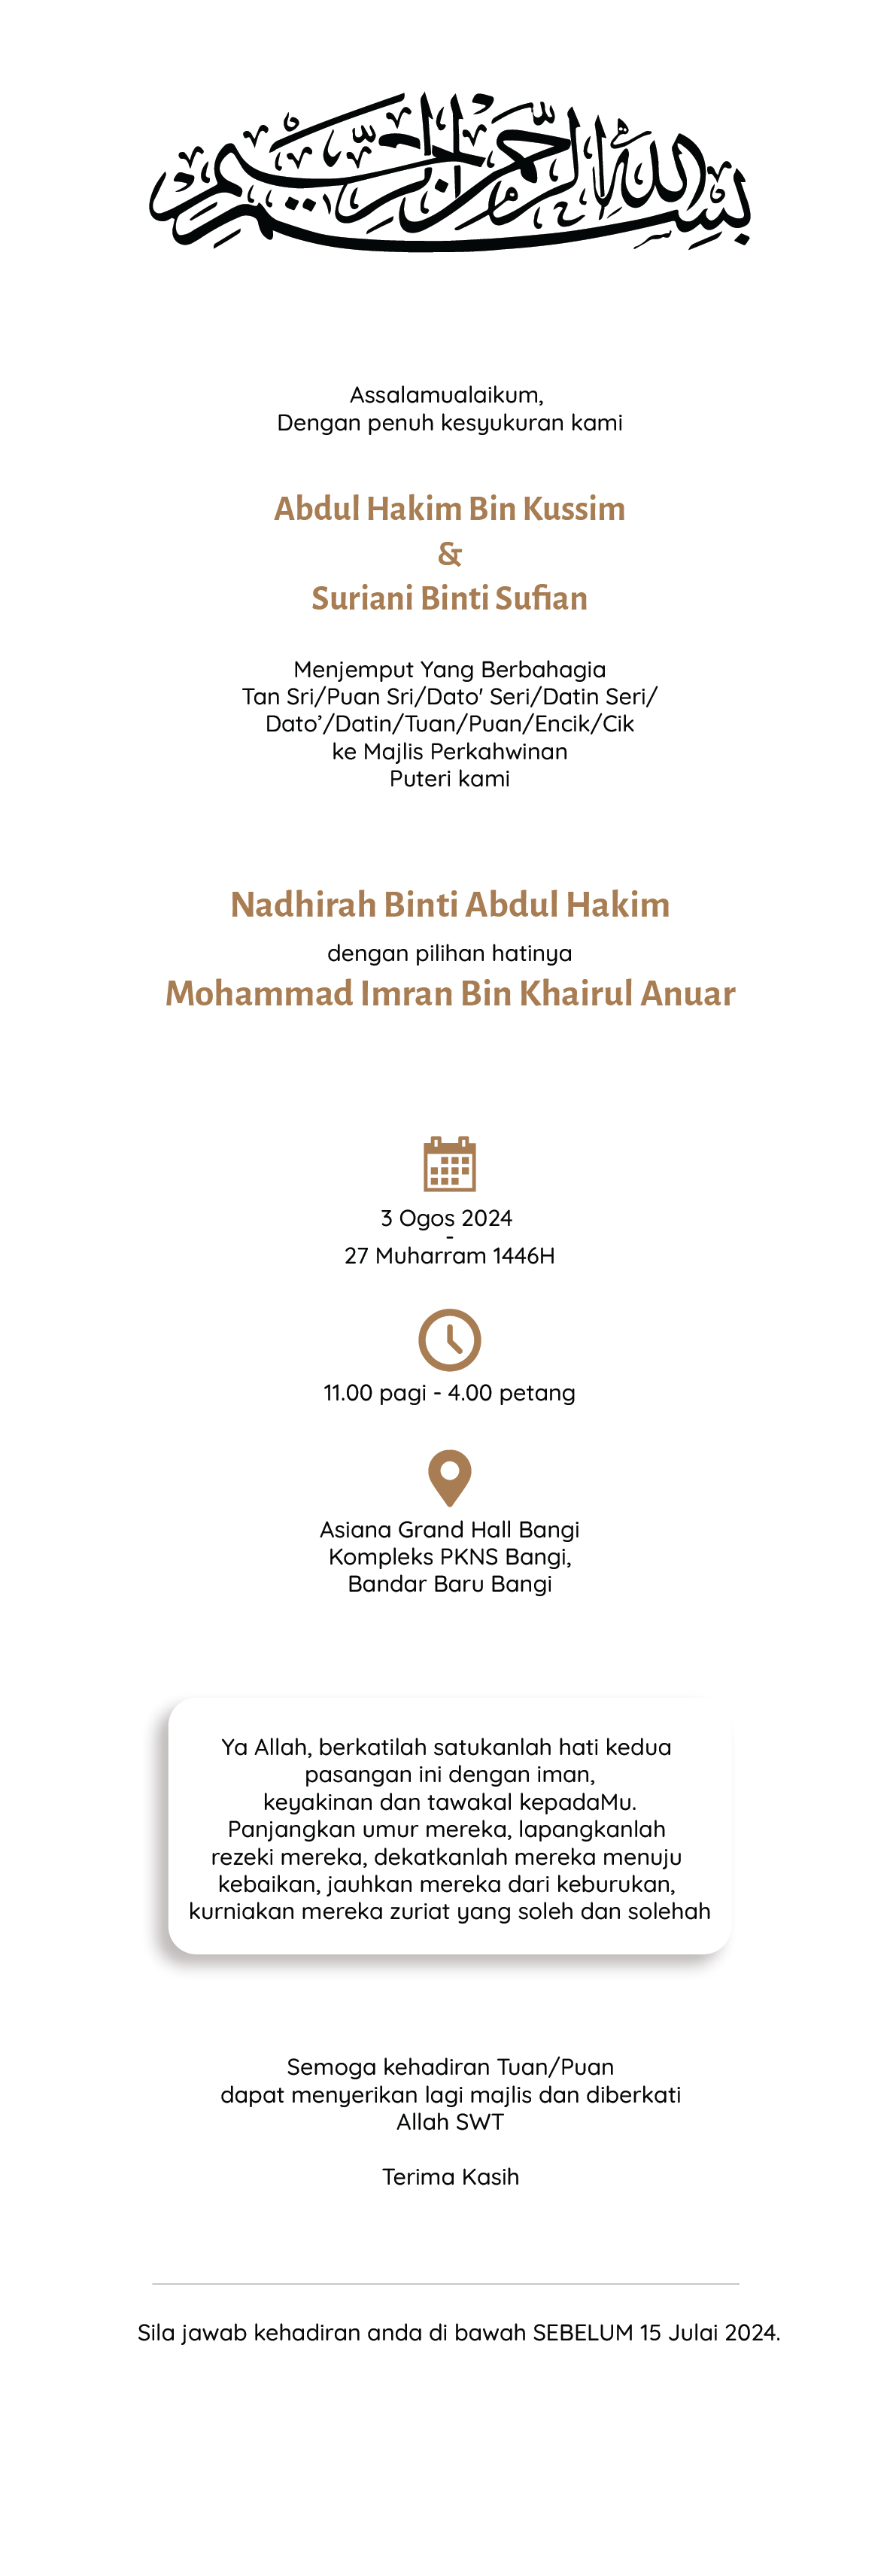 بسم الله الرحمن الرحيم
Assalamualaikum,
Dengan penuh kesyukuran kami
Abdul Hakim Bin Kussim
&
Suriani Binti Sufian
Menjemput Yang Berbahagia
Tan Sri/Puan Sri/Dato' Seri/Datin Seri/
Dato’/Datin/Tuan/Puan/Encik/Cik
ke Majlis Perkahwinan
Puteri kami
Nadhirah Binti Abdul Hakim
dengan pilihan hatinya
Mohammad Imran Bin Khairul Anuar
3 Ogos 2024
-
27 Muharram 1446H
11.00 pagi - 4.00 petang
Asiana Grand Hall Bangi
Kompleks PKNS Bangi,
Bandar Baru Bangi
Ya Allah, berkatilah satukanlah hati kedua
pasangan ini dengan iman,
keyakinan dan tawakal kepadaMu.
Panjangkan umur mereka, lapangkanlah
rezeki mereka, dekatkanlah mereka menuju
kebaikan, jauhkan mereka dari keburukan,
kurniakan mereka zuriat yang soleh dan solehah
Semoga kehadiran Tuan/Puan
dapat menyerikan lagi majlis dan diberkati
Allah SWT
Terima Kasih
Sila jawab kehadiran anda di bawah SEBELUM 15 Julai 2024.